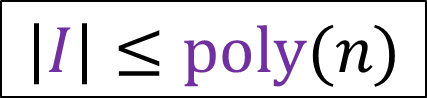 |𝐼| ≤ poly(𝑛)